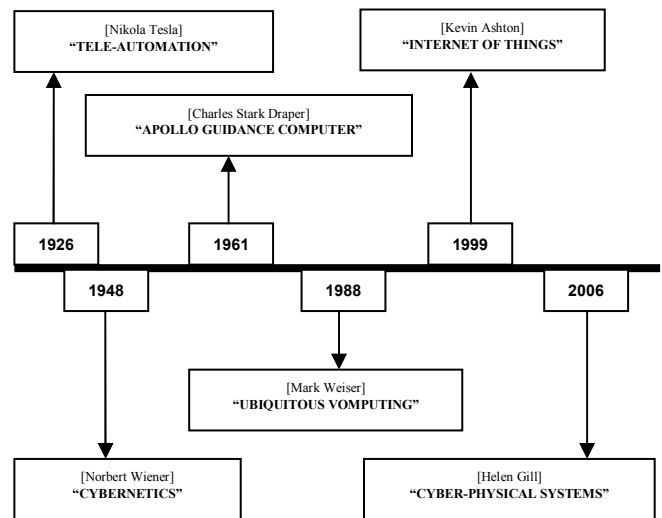 [Nikola Tesla]
“TELE-AUTOMATION”
[Kevin Ashton]
“INTERNET OF THINGS”
[Charles Stark Draper]
“APOLLO GUIDANCE COMPUTER”
1926
1961
1999
1948
1988
2006
[Mark Weiser]
“UBIQUITOUS VOMPUTING”
[Norbert Wiener]
“CYBERNETICS”
[Helen Gill]
“CYBER-PHYSICAL SYSTEMS”